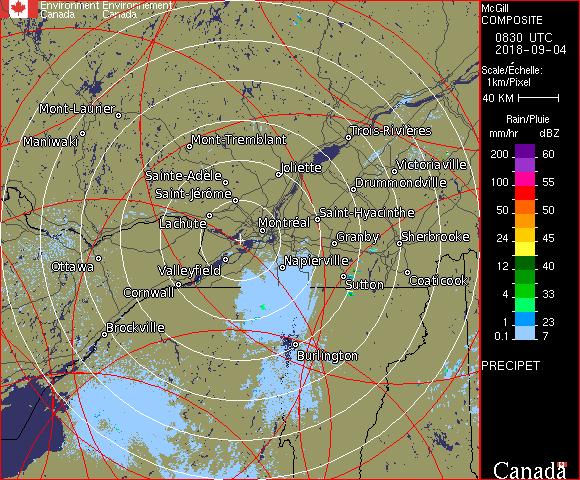 Environment Environnement
Canada Canada
McGill
COMPOSITE
0830 UTC
2018-09-04
Scale/Échelle:
1km/Pixel
40 KM
Rain/Pluie
mm/hr dBZ
200 60
150 57
100 55
50 50
24 45
12 40
4 33
1 23
0.1 7
PRECIPET
Canada
Mont-Laurier
Maniwaki
Mont-Tremblant
Trois-Rivières
Joliette
Victoriaville
Sainte-Adèle
Drummondville
Saint-Jérôme
Saint-Hyacinthe
Lachute
Montréal
Granby
Sherbrooke
Ottawa
Valleyfield
Napierville
Cornwall
Sutton
Coaticook
Brockville
Burlington